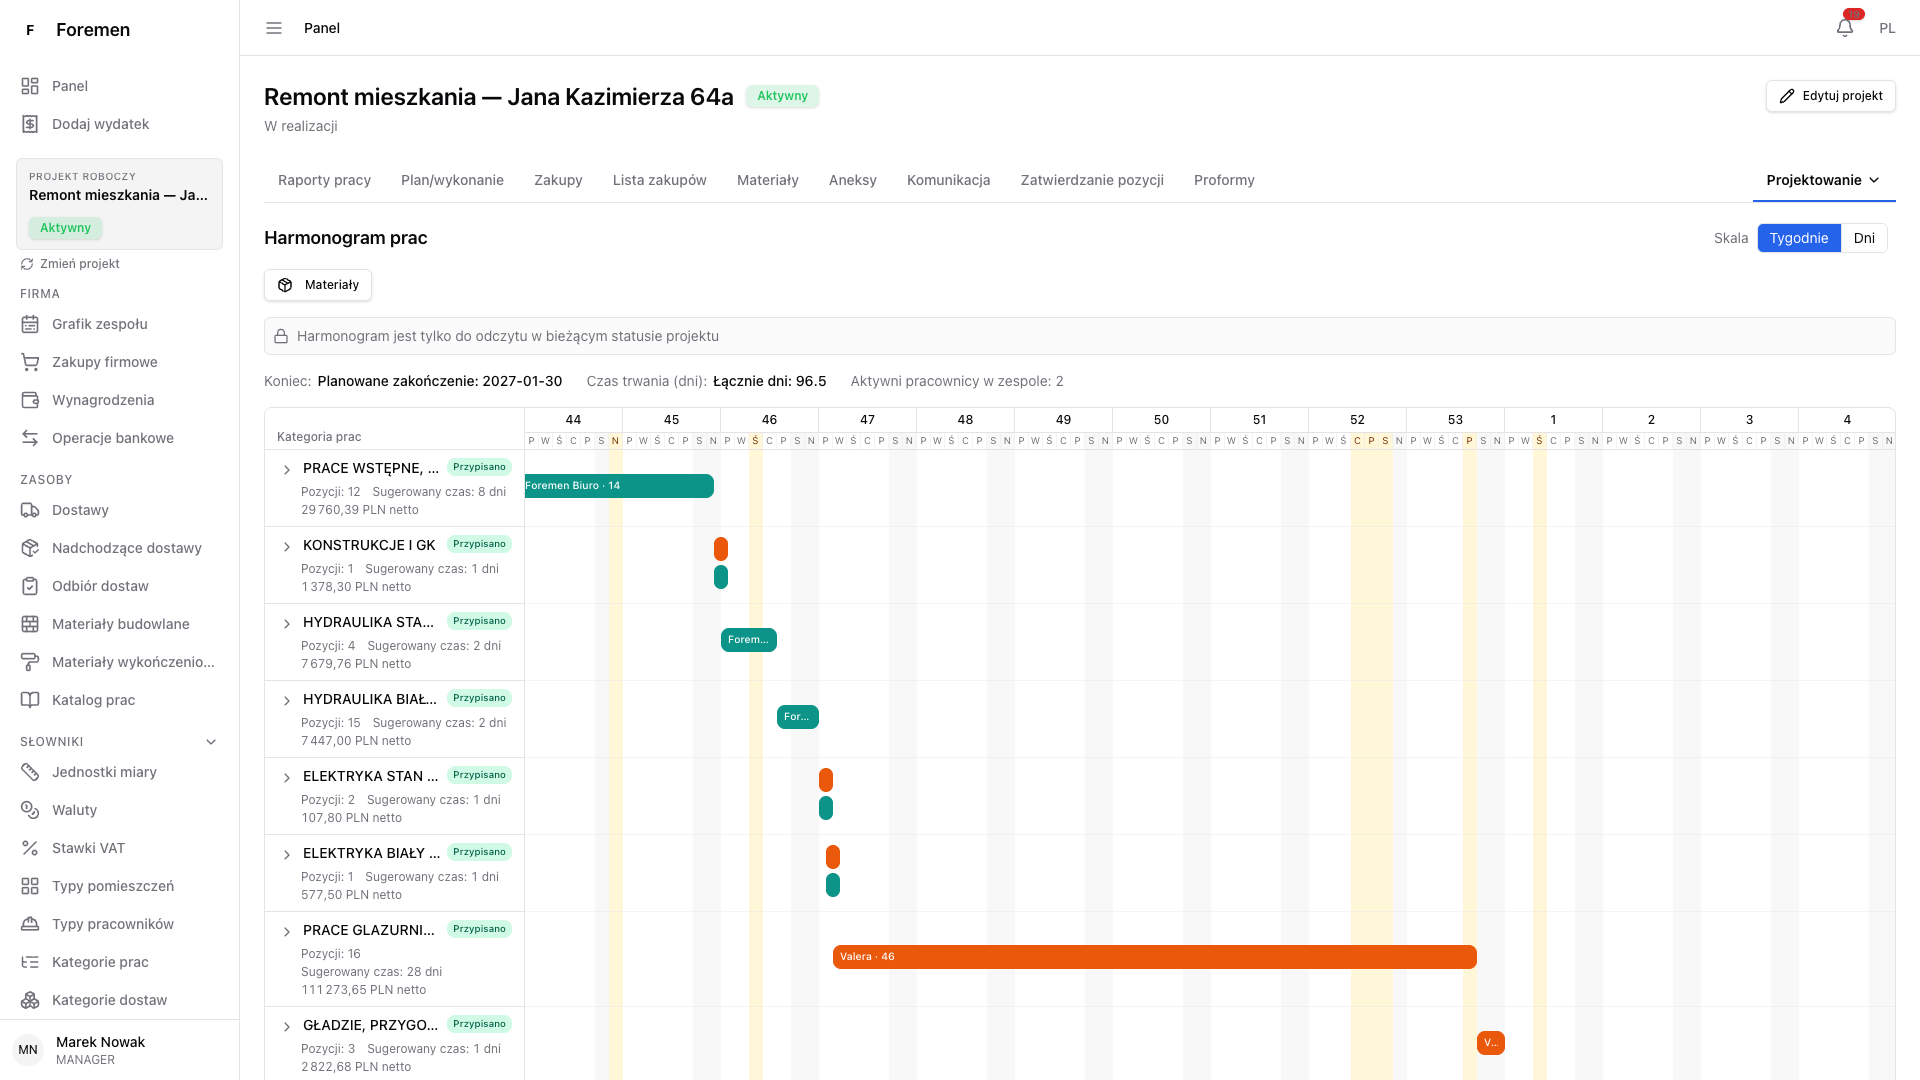 F Foremen
Panel
Dodaj wydatek
PROJEKT ROBOCZY
Remont mieszkania — Ja...
Aktywny
Zmień projekt
FIRMA
Grafik zespołu
Zakupy firmowe
Wynagrodzenia
Operacje bankowe
ZASOBY
Dostawy
Nadchodzące dostawy
Odbiór dostaw
Materiały budowlane
Materiały wykończenio...
Katalog prac
SŁOWNIKI
Jednostki miary
Waluty
Stawki VAT
Typy pomieszczeń
Typy pracowników
Kategorie prac
Kategorie dostaw
MN Marek Nowak
MANAGER
Panel
PL
Remont mieszkania — Jana Kazimierza 64a Aktywny
W realizacji
Edytuj projekt
Raporty pracy Plan/wykonanie Zakupy Lista zakupów Materiały Aneksy Komunikacja Zatwierdzanie pozycji Proformy Projektowanie
Harmonogram prac
Skala Tygodnie Dni
Materiały
Harmonogram jest tylko do odczytu w bieżącym statusie projektu
Koniec: Planowane zakończenie: 2027-01-30 Czas trwania (dni): Łącznie dni: 96.5 Aktywni pracownicy w zespole: 2
Kategoria prac
44 45 46 47 48 49 50 51 52 53 1 2 3 4
P W Ś C P S N P W Ś C P S N P W Ś C P S N P W Ś C P S N P W Ś C P S N P W Ś C P S N P W Ś C P S N P W Ś C P S N P W Ś C P S N P W Ś C P S N P W Ś C P S N P W Ś C P S N P W Ś C P S N P W Ś C P S N
PRACE WSTĘPNE, ... Przypisano
Pozycji: 12 Sugerowany czas: 8 dni
29 760,39 PLN netto
Foremen Biuro · 14
KONSTRUKCJE I GK Przypisano
Pozycji: 1 Sugerowany czas: 1 dni
1 378,30 PLN netto
HYDRAULIKA STA... Przypisano
Pozycji: 4 Sugerowany czas: 2 dni
7 679,76 PLN netto
Forem...
HYDRAULIKA BIAŁ... Przypisano
Pozycji: 15 Sugerowany czas: 2 dni
7 447,00 PLN netto
For...
ELEKTRYKA STAN ... Przypisano
Pozycji: 2 Sugerowany czas: 1 dni
107,80 PLN netto
ELEKTRYKA BIAŁY ... Przypisano
Pozycji: 1 Sugerowany czas: 1 dni
577,50 PLN netto
PRACE GLAZURNI... Przypisano
Pozycji: 16
Sugerowany czas: 28 dni
111 273,65 PLN netto
Valera · 46
GŁADZIE, PRZYGO... Przypisano
Pozycji: 3 Sugerowany czas: 1 dni
2 822,68 PLN netto
V...